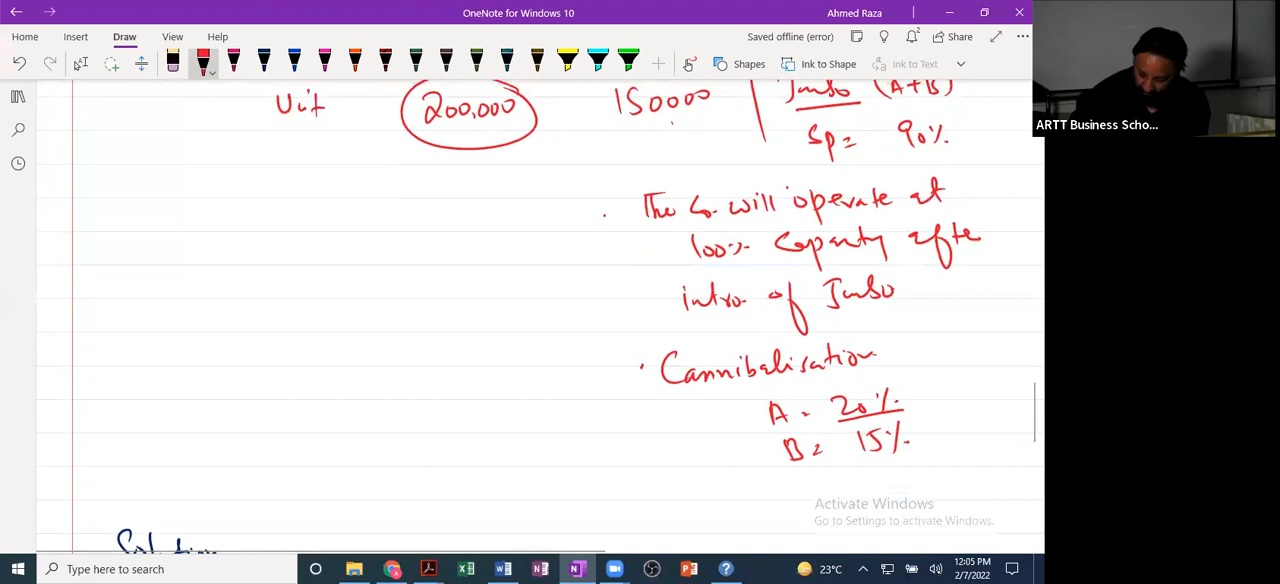 OneNote for Windows 10
Ahmed Raza
Home Insert Draw View Help
Saved offline (error)
Share
Shapes
Ink to Shape
Ink to Text
ARTT Business Scho...
Unit 200,000 150000 Jumbo (A+B)
Sp = 90%
The Co. will operate at
100% Capacity after
intro. of Jumbo
Cannibalisation
A = 20%
B = 15%
Activate Windows
Go to Settings to activate Windows.
Solution
Type here to search
23°C
12:05 PM
2/7/2022